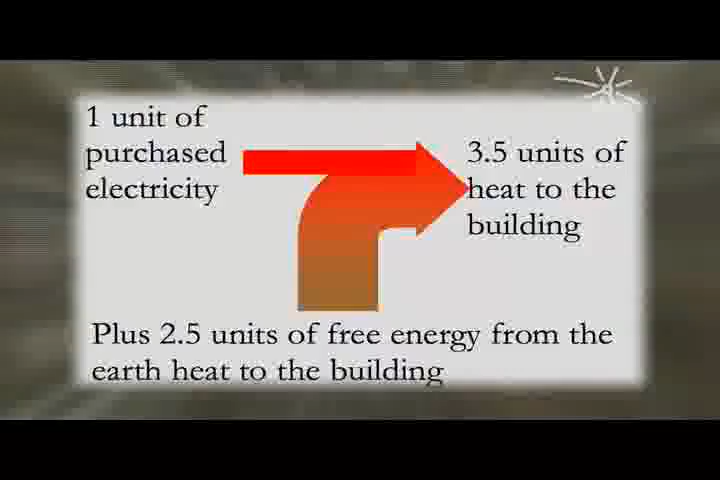 1 unit of
purchased
electricity
3.5 units of
heat to the
building
Plus 2.5 units of free energy from the
earth heat to the building